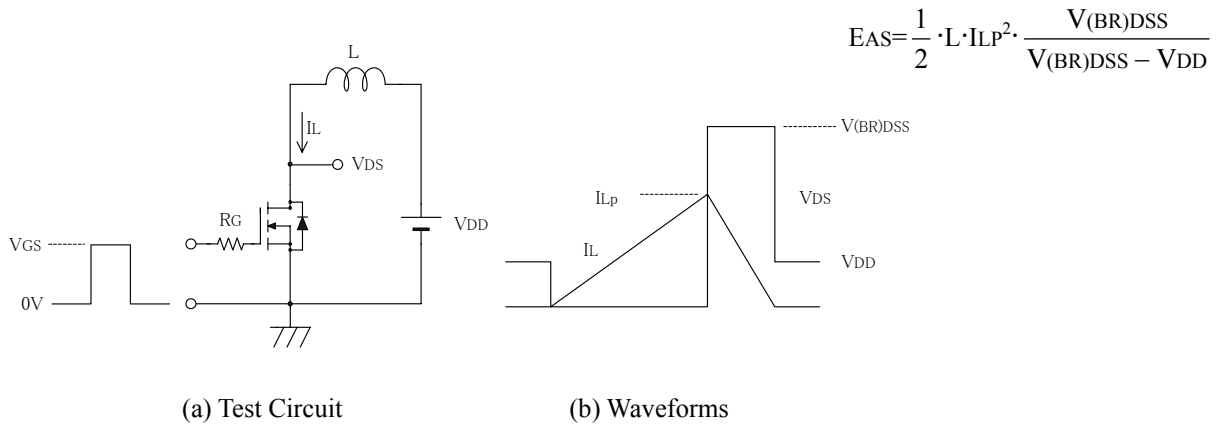 EAS=1/2·L·ILP²·V(BR)DSS/V(BR)DSS – VDD
L
IL
VDS
RG
VDD
VGS
0V
V(BR)DSS
ILp
VDS
IL
VDD
(a) Test Circuit
(b) Waveforms